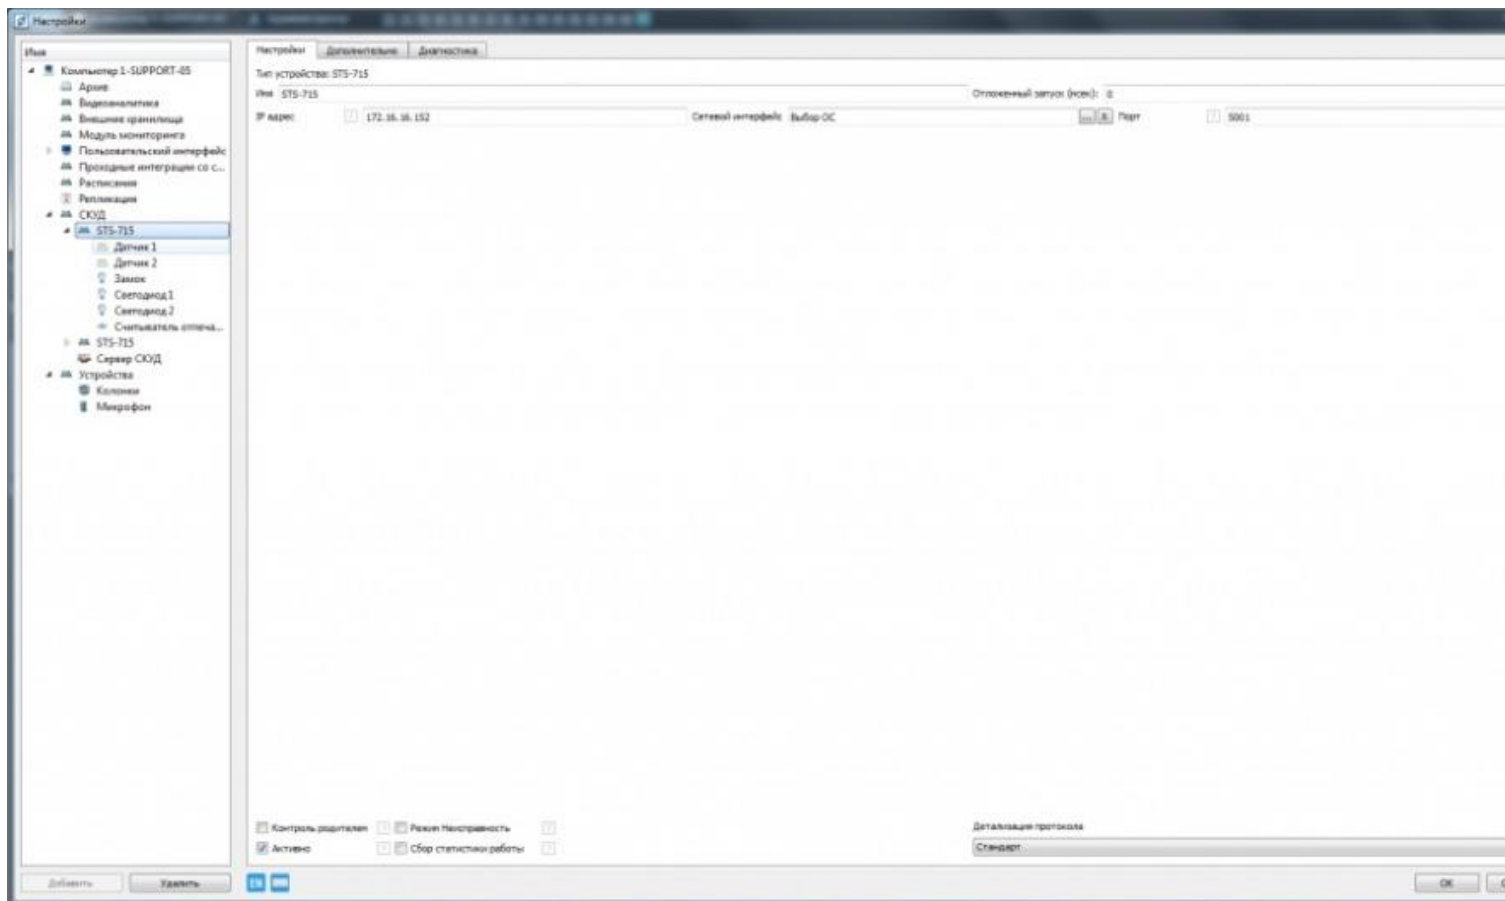 Настройки
Имя
Компьютер 1-SUPPORT-05
Архив
Видеоаналитика
Внешние хранилища
Модуль мониторинга
Пользовательский интерфейс
Проходные интеграции со с...
Расписания
Репликация
СКУД
STS-715
Датчик 1
Датчик 2
Замок
Светодиод 1
Светодиод 2
Считыватель отпеча...
STS-715
Сервер СКУД
Устройства
Колонки
Микрофон
Добавить Удалить
Настройки Дополнительно Диагностика
Тип устройства: STS-715
Имя STS-715 Отложенный запуск (мсек): 0
IP адрес 172.16.16.152 Сетевой интерфейс Выбор ОС ... X Порт 5001
Контроль родителем Режим Неисправность
Активно Сбор статистики работы
Детализация протокола
Стандарт
EN
OK